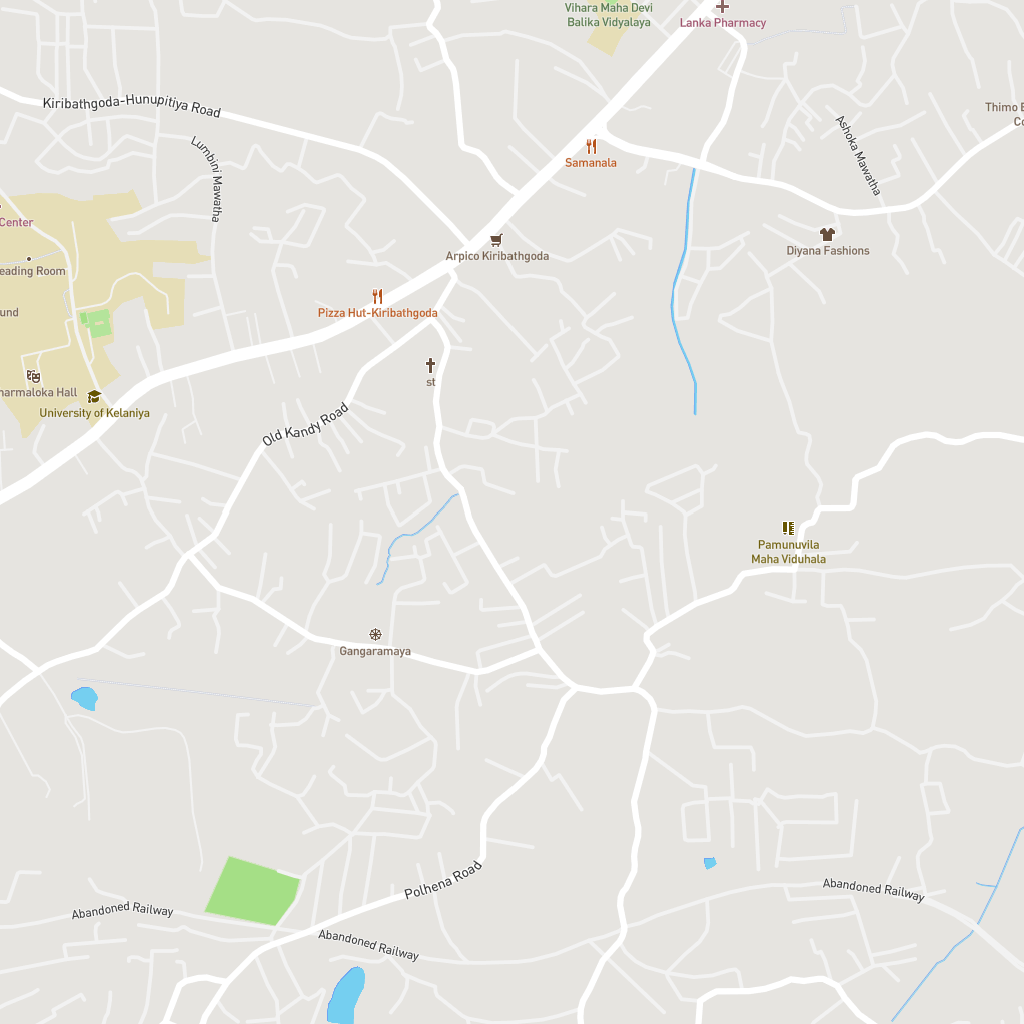 Vihara Maha Devi
Balika Vidyalaya
Lanka Pharmacy
Kiribathgoda-Hunupitiya Road
Thimo
Ashoka Mawatha
Lumbini Mawatha
Samanala
Center
Diyana Fashions
Arpico Kiribathgoda
eading Room
und
Pizza Hut-Kiribathgoda
st
harmaloka Hall
University of Kelaniya
Old Kandy Road
Pamunuvila
Maha Viduhala
Gangaramaya
Polhena Road
Abandoned Railway
Abandoned Railway
Abandoned Railway